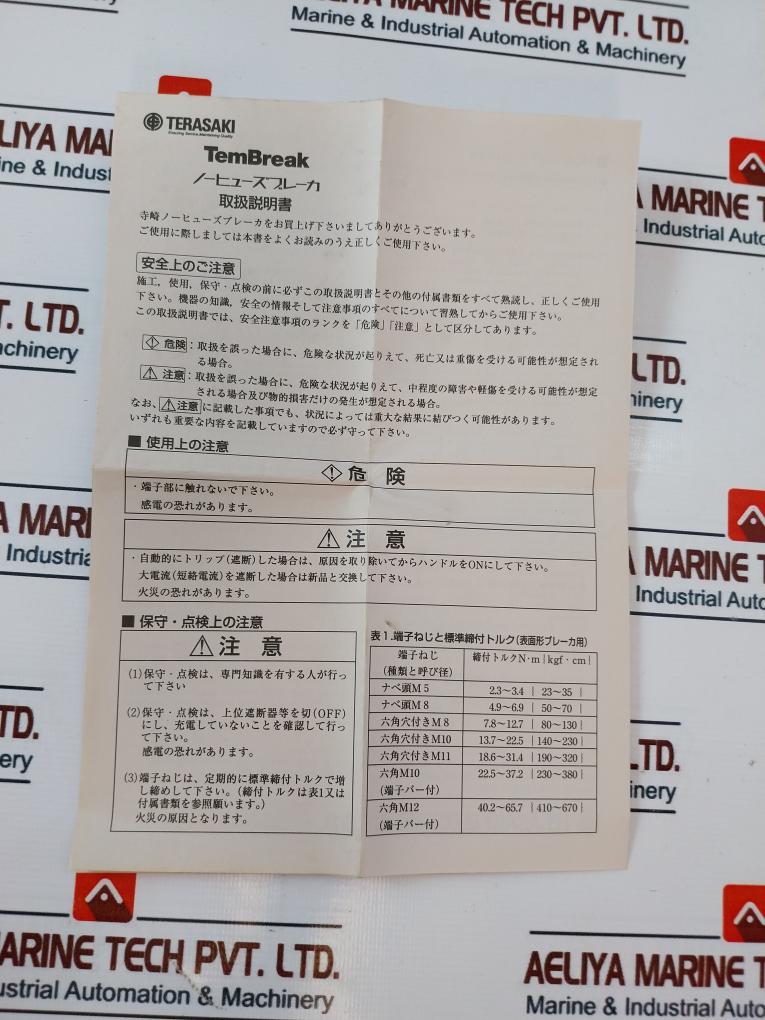 AELIYA MARINE TECH PVT. LTD.
Marine & Industrial Automation & Machinery
TERASAKI
TemBreak
ノーヒューズブレーカ
取扱説明書
寺崎ノーヒューズブレーカをお買上げ下さいましてありがとうございます。
ご使用に際しましては本書をよくお読みのうえ正しくご使用下さい。
安全上のご注意
施工，使用，保守・点検の前に必ずこの取扱説明書とその他の付属書類をすべて熟読し、正しくご使用
下さい。機器の知識，安全の情報そして注意事項のすべてについて習熟してからご使用下さい。
この取扱説明書では、安全注意事項のランクを「危険」「注意」として区分してあります。
危険：取扱を誤った場合に、危険な状況が起りえて、死亡又は重傷を受ける可能性が想定され
る場合。
注意：取扱を誤った場合に、危険な状況が起りえて、中程度の障害や軽傷を受ける可能性が想定
される場合及び物的損害だけの発生が想定される場合。
なお、注意に記載した事項でも、状況によっては重大な結果に結びつく可能性があります。
いずれも重要な内容を記載していますので必ず守って下さい。
■ 使用上の注意
危 険
・端子部に触れないで下さい。
感電の恐れがあります。
注 意
・自動的にトリップ(遮断)した場合は、原因を取り除いてからハンドルをONにして下さい。
大電流(短絡電流)を遮断した場合は新品と交換して下さい。
火災の恐れがあります。
■ 保守・点検上の注意
注 意
(1)保守・点検は、専門知識を有する人が行っ
て下さい
(2)保守・点検は、上位遮断器等を切(OFF)
にし、充電していないことを確認して行っ
て下さい。
感電の恐れがあります。
(3)端子ねじは、定期的に標準締付トルクで増
し締めして下さい。(締付トルクは表1又は
付属書類を参照願います。)
火災の原因となります。
表1.端子ねじと標準締付トルク(表面形ブレーカ用)
端子ねじ
(種類と呼び径)
締付トルクN･m｛kgf・cm｝
ナベ頭M 5 2.3～3.4 ｛ 23～35 ｝
ナベ頭M 8 4.9～6.9 ｛ 50～70 ｝
六角穴付きM 8 7.8～12.7 ｛ 80～130｝
六角穴付きM10 13.7～22.5 ｛140～230｝
六角穴付きM11 18.6～31.4 ｛190～320｝
六角M10 22.5～37.2 ｛230～380｝
(端子バー付)
六角M12 40.2～65.7 ｛410～670｝
(端子バー付)
ARINE TECH PVT. LTD.
ustrial Automation & Machinery
AELIYA MARINE T
Marine & Industrial